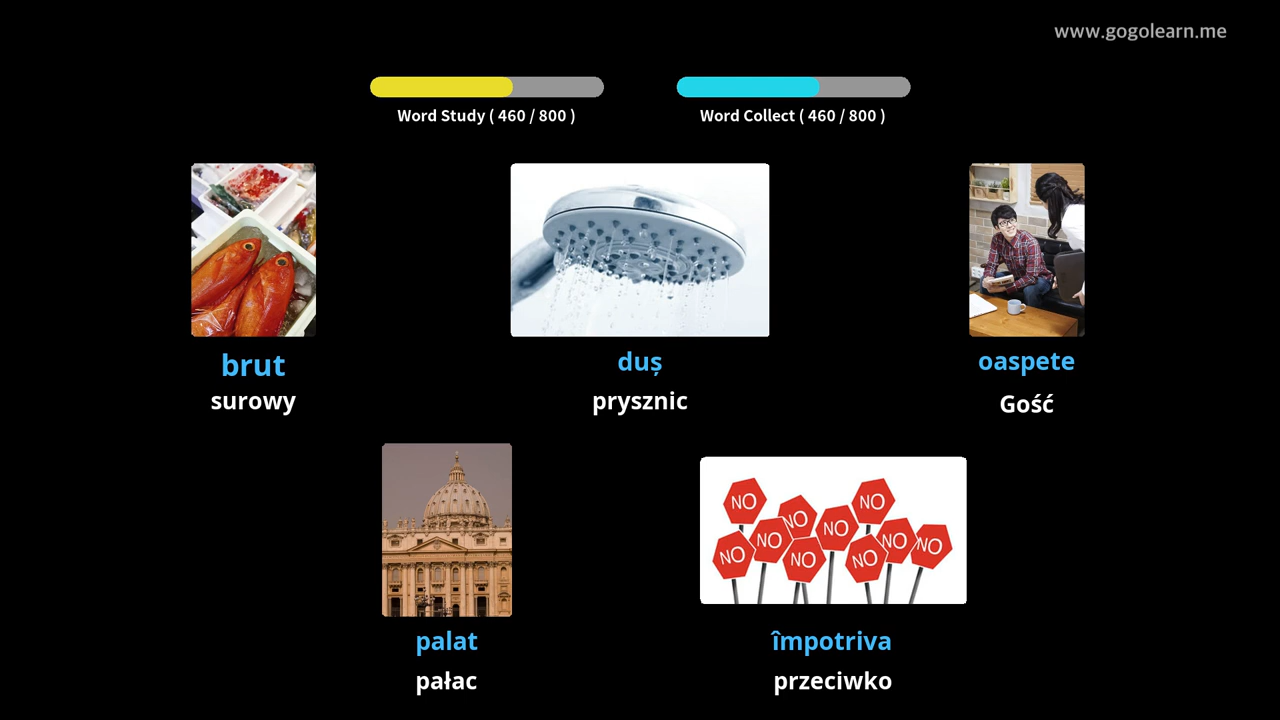 www.gogolearn.me
Word Study ( 460 / 800 )
Word Collect ( 460 / 800 )
brut
surowy
duș
prysznic
oaspete
Gość
palat
pałac
NO
NO
NO
NO
NO
NO
NO
NO
NO
NO
împotriva
przeciwko